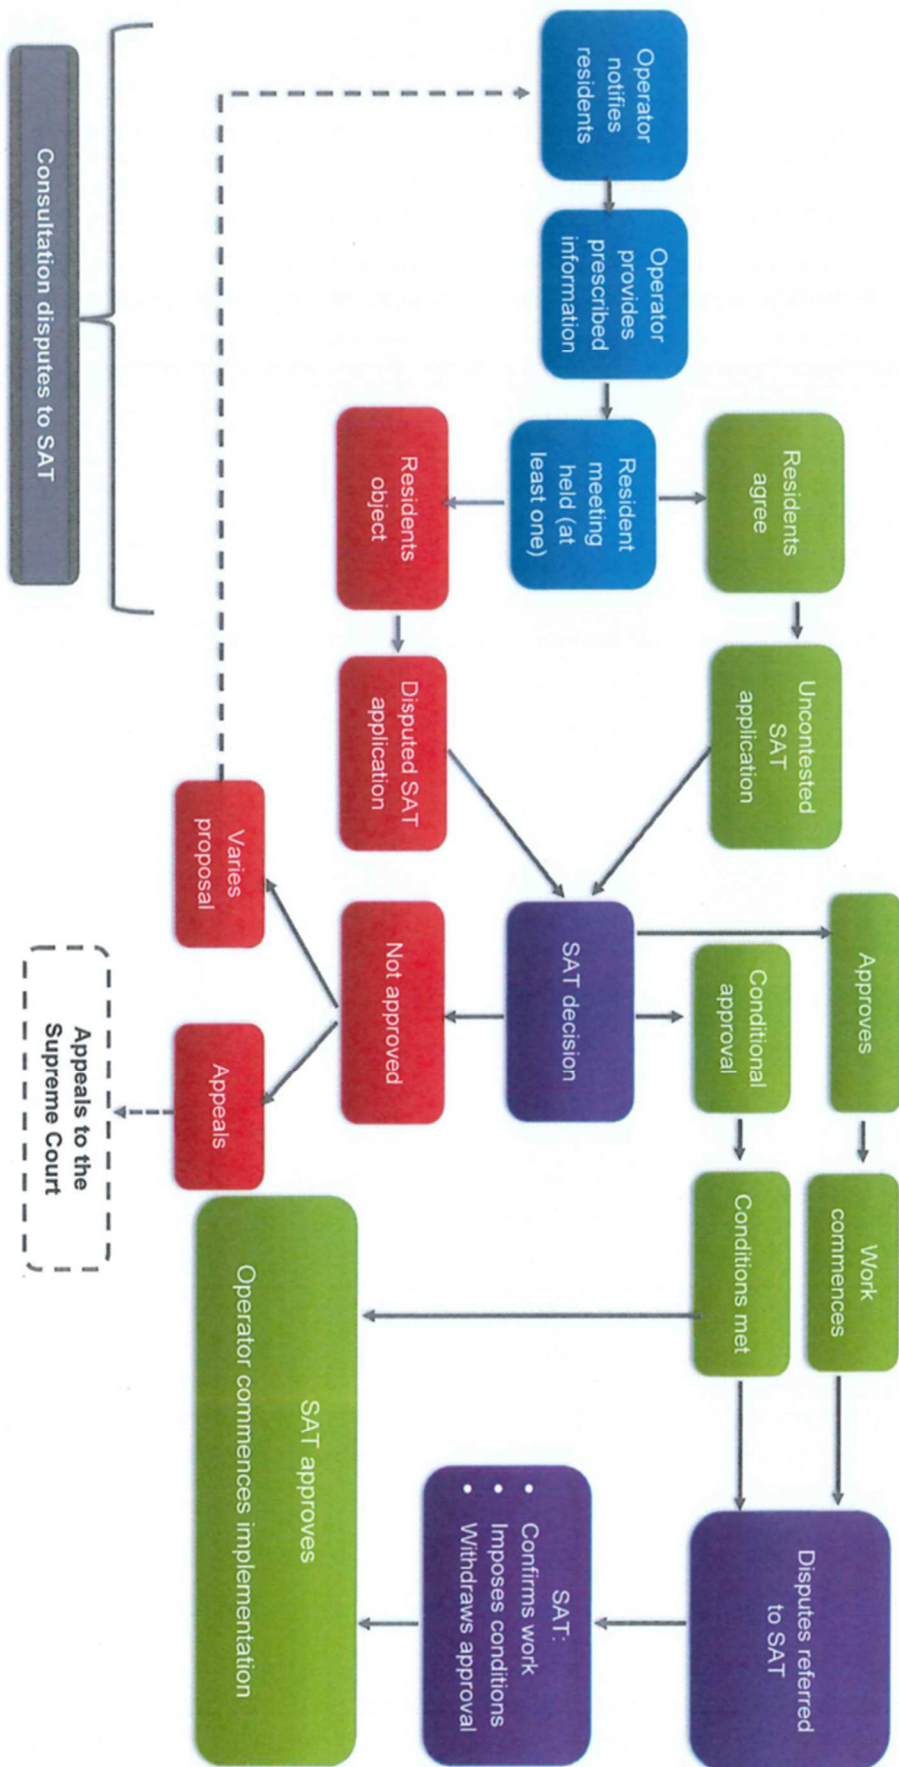 Operator
notifies
residents
Operator
provides
prescribed
information
Resident
meeting
held (at
least one)
Residents
agree
Uncontested
SAT
application
Residents
object
Disputed SAT
application
SAT decision
Approves
Work
commences
Conditional
approval
Conditions met
Not approved
Varies
proposal
Appeals
Appeals to the
Supreme Court
Disputes referred
to SAT
SAT:
• Confirms work
• Imposes conditions
• Withdraws approval
SAT approves
Operator commences implementation
Consultation disputes to SAT